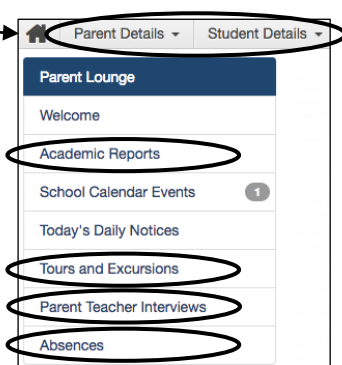 Parent Details Student Details
Parent Lounge
Welcome
Academic Reports
School Calendar Events 1
Today's Daily Notices
Tours and Excursions
Parent Teacher Interviews
Absences